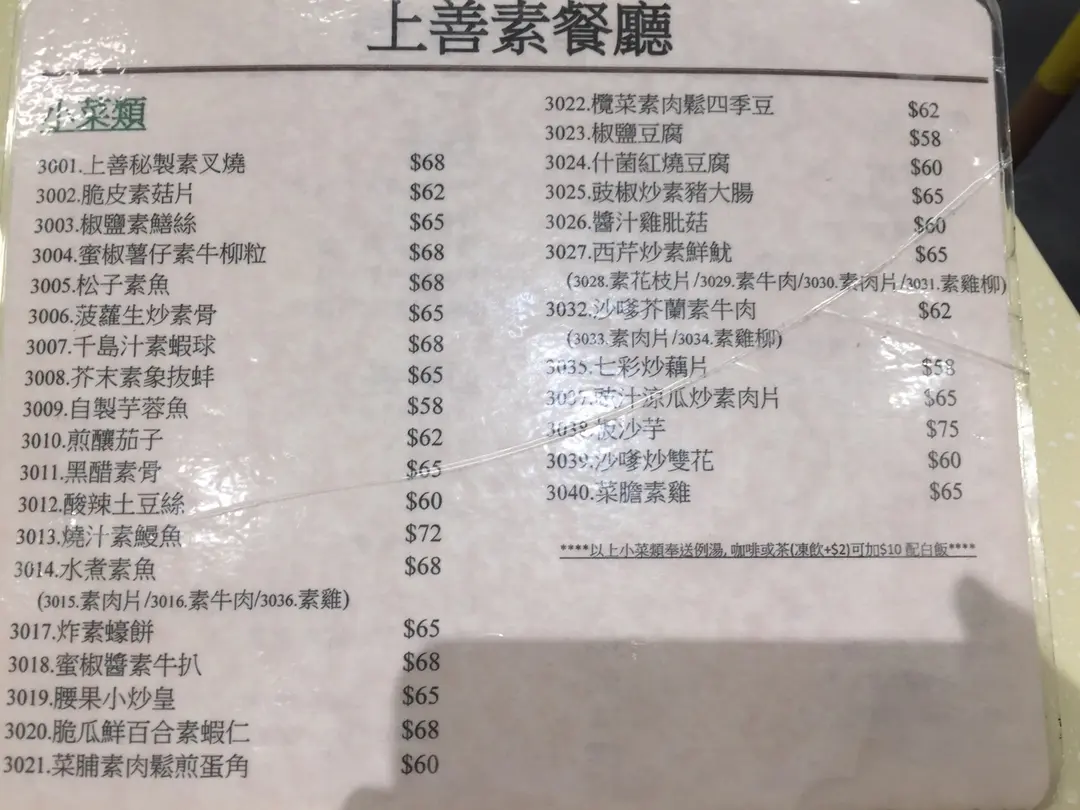 上善素餐廳
小菜類
3001.上善秘製素叉燒 $68
3002.脆皮素菇片 $62
3003.椒鹽素鱔絲 $65
3004.蜜椒薯仔素牛柳粒 $68
3005.松子素魚 $68
3006.菠蘿生炒素骨 $65
3007.千島汁素蝦球 $68
3008.芥末素象拔蚌 $65
3009.自製芋蓉魚 $58
3010.煎釀茄子 $62
3011.黑醋素骨 $65
3012.酸辣土豆絲 $60
3013.燒汁素鰻魚 $72
3014.水煮素魚 $68
(3015.素肉片/3016.素牛肉/3036.素雞)
3017.炸素蠔餅 $65
3018.蜜椒醬素牛扒 $68
3019.腰果小炒皇 $65
3020.脆瓜鮮百合素蝦仁 $68
3021.菜脯素肉鬆煎蛋角 $60
3022.欖菜素肉鬆四季豆 $62
3023.椒鹽豆腐 $58
3024.什菌紅燒豆腐 $60
3025.豉椒炒素豬大腸 $65
3026.醬汁雞肶菇 $60
3027.西芹炒素鮮魷 $65
(3028.素花枝片/3029.素牛肉/3030.素肉片/3031.素雞柳)
3032.沙嗲芥蘭素牛肉 $62
(3033.素肉片/3034.素雞柳)
3035.七彩炒藕片 $58
3037.豉汁涼瓜炒素肉片 $65
3038.板沙芋 $75
3039.沙嗲炒雙花 $60
3040.菜膽素雞 $65
****以上小菜類奉送例湯,咖啡或茶(凍飲+$2)可加$10 配白飯****